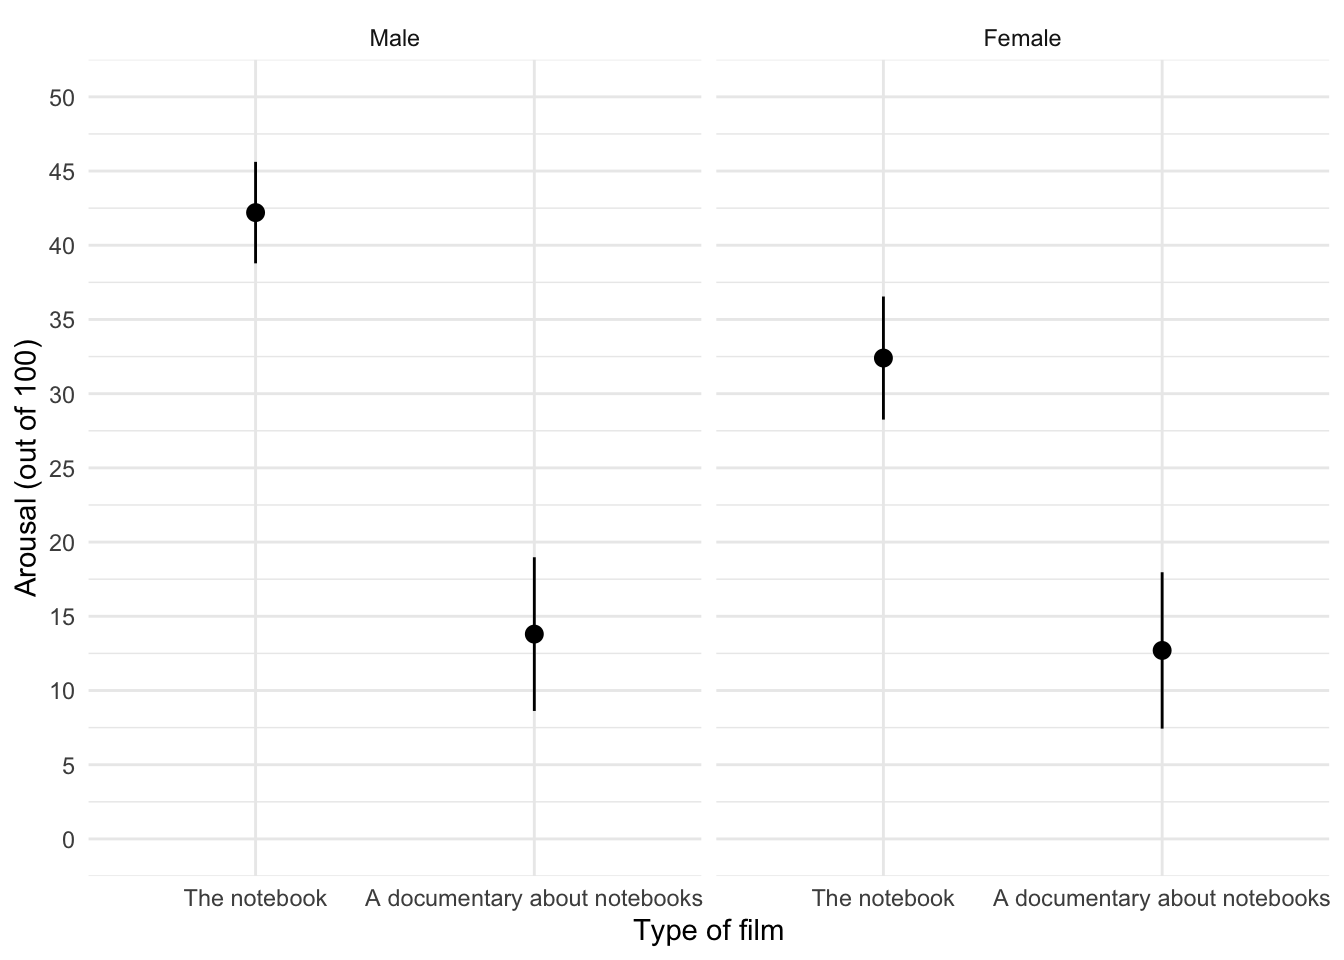 Male
Female
50
45
40
35
30
25
20
15
10
5
0
Arousal (out of 100)
The notebook
A documentary about notebooks
The notebook
A documentary about notebooks
Type of film